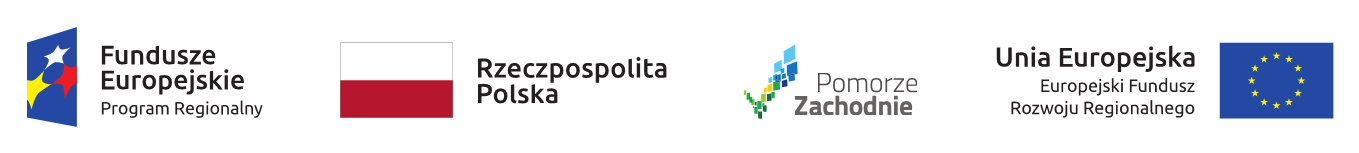 Fundusze
Europejskie
Program Regionalny
Rzeczpospolita
Polska
Pomorze
Zachodnie
Unia Europejska
Europejski Fundusz
Rozwoju Regionalnego